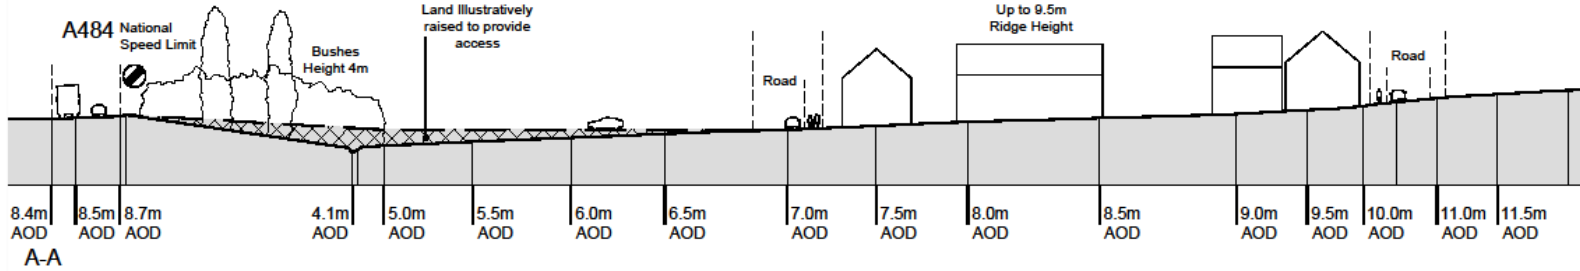 A484
National
Speed Limit
Bushes
Height 4m
Land Illustratively
raised to provide
access
Road
Up to 9.5m
Ridge Height
Road
8.4m
AOD
8.5m
AOD
8.7m
AOD
4.1m
AOD
5.0m
AOD
5.5m
AOD
6.0m
AOD
6.5m
AOD
7.0m
AOD
7.5m
AOD
8.0m
AOD
8.5m
AOD
9.0m
AOD
9.5m
AOD
10.0m
AOD
11.0m
AOD
11.5m
AOD
A-A